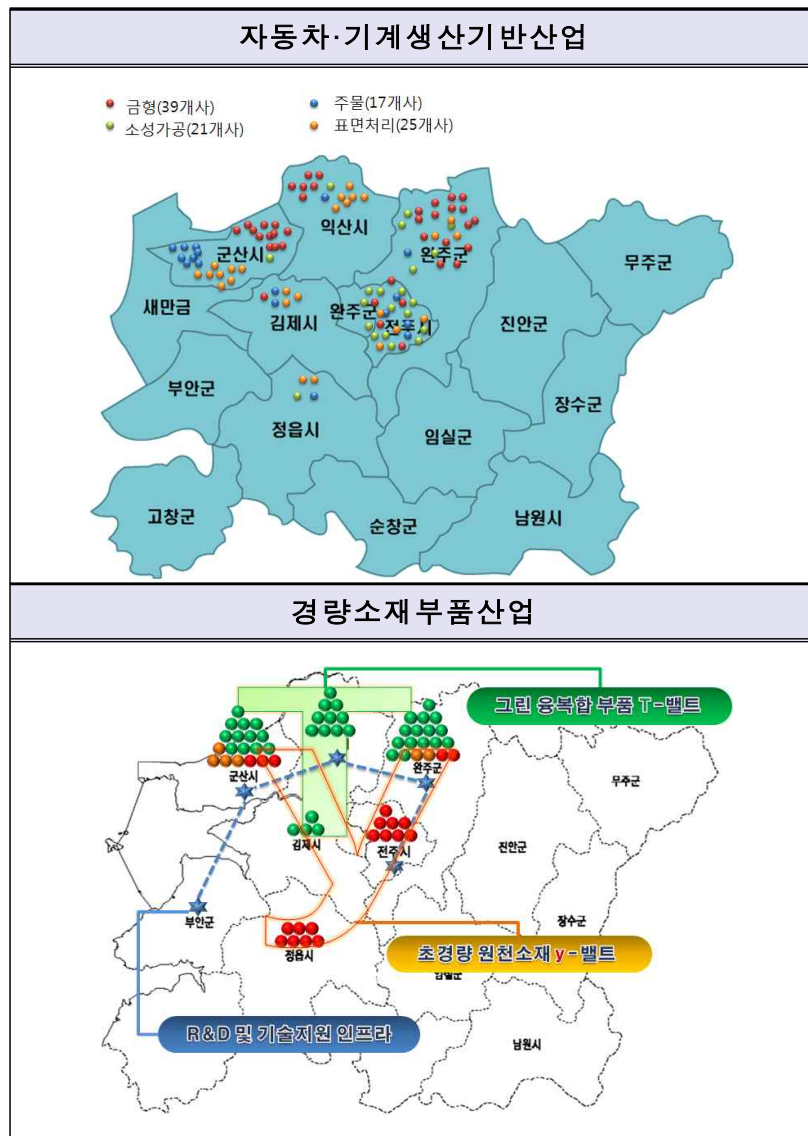 자동차·기계생산기반산업
금형(39개사)
주물(17개사)
소성가공(21개사)
표면처리(25개사)
익산시
군산시
완주군
무주군
새만금
김제시
완주군
전주시
진안군
부안군
정읍시
임실군
장수군
고창군
순창군
남원시
경량소재부품산업
그린 융복합 부품 T-밸트
군산시
완주군
무주군
김제시
전주시
진안군
부안군
장수군
정읍시
초경량 원천소재 y-밸트
임실군
R&D 및 기술지원 인프라
남원시